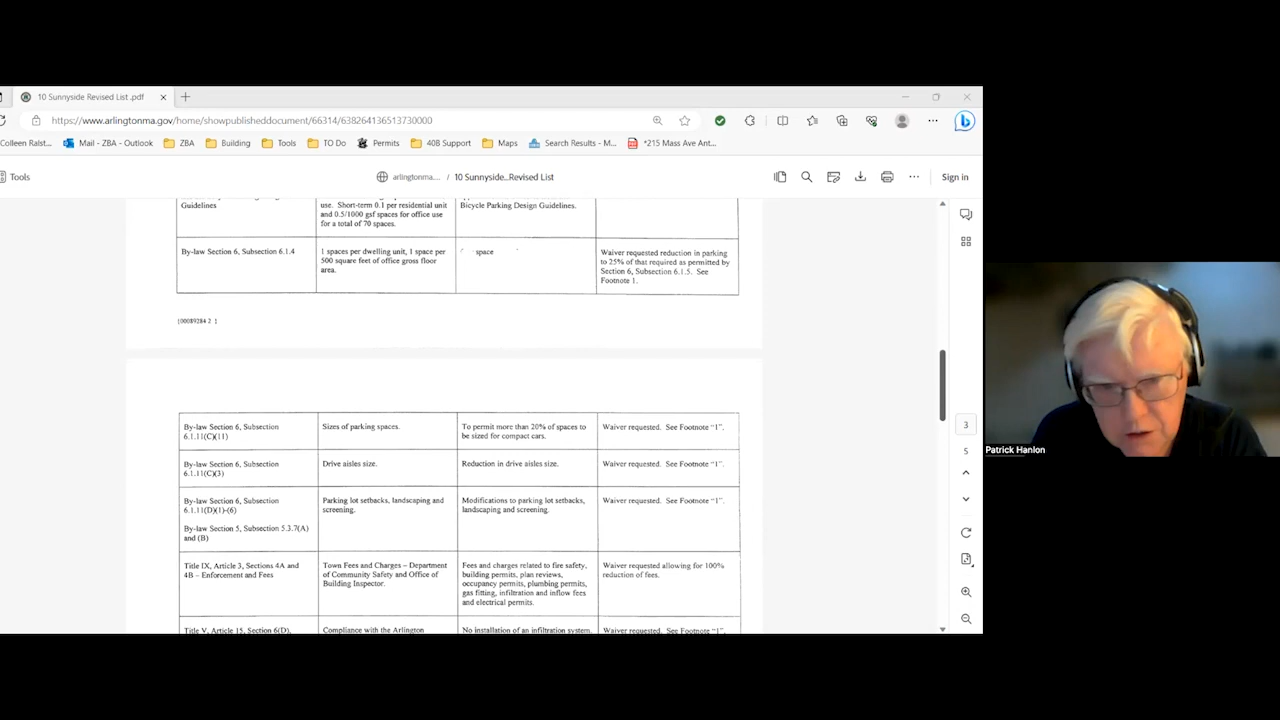 10 Sunnyside Revised List .pdf
https://www.arlingtonma.gov/home/showpublisheddocument/66314/638264136513730000
Colleen Ralst... Mail - ZBA - Outlook ZBA Building Tools TO Do Permits 40B Support Maps Search Results - M... *215 Mass Ave Ant...
Tools arlingtonma.... / 10 Sunnyside...Revised List Sign in
Guidelines
use. Short-term 0.1 per residential unit
and 0.5/1000 gsf spaces for office use
for a total of 70 spaces.
Bicycle Parking Design Guidelines.
By-law Section 6, Subsection 6.1.4
1 spaces per dwelling unit, 1 space per
500 square feet of office gross floor
area.
space
Waiver requested reduction in parking
to 25% of that required as permitted by
Section 6, Subsection 6.1.5. See
Footnote 1.
{00089284 2 }
By-law Section 6, Subsection
6.1.11(C)(11)
Sizes of parking spaces.
To permit more than 20% of spaces to
be sized for compact cars.
Waiver requested. See Footnote "1".
By-law Section 6, Subsection
6.1.11(C)(3)
Drive aisles size.
Reduction in drive aisles size.
Waiver requested. See Footnote "1".
By-law Section 6, Subsection
6.1.11(D)(1)-(6)
By-law Section 5, Subsection 5.3.7(A)
and (B)
Parking lot setbacks, landscaping and
screening.
Modifications to parking setbacks,
landscaping and screening.
Waiver requested. See Footnote "1".
Title IX, Article 3, Sections 4A and
4B – Enforcement and Fees
Town Fees and Charges – Department
of Community Safety and Office of
Building Inspector.
Fees and charges related to fire safety,
building permits, plan reviews,
occupancy permits, plumbing permits,
gas fitting, infiltration and inflow fees
and electrical permits.
Waiver requested allowing for 100%
reduction of fees.
Title V, Article 15, Section 6(D),
Compliance with the Arlington
No installation of an infiltration system.
Waiver requested. See Footnote "1".
3
5
Patrick Hanlon